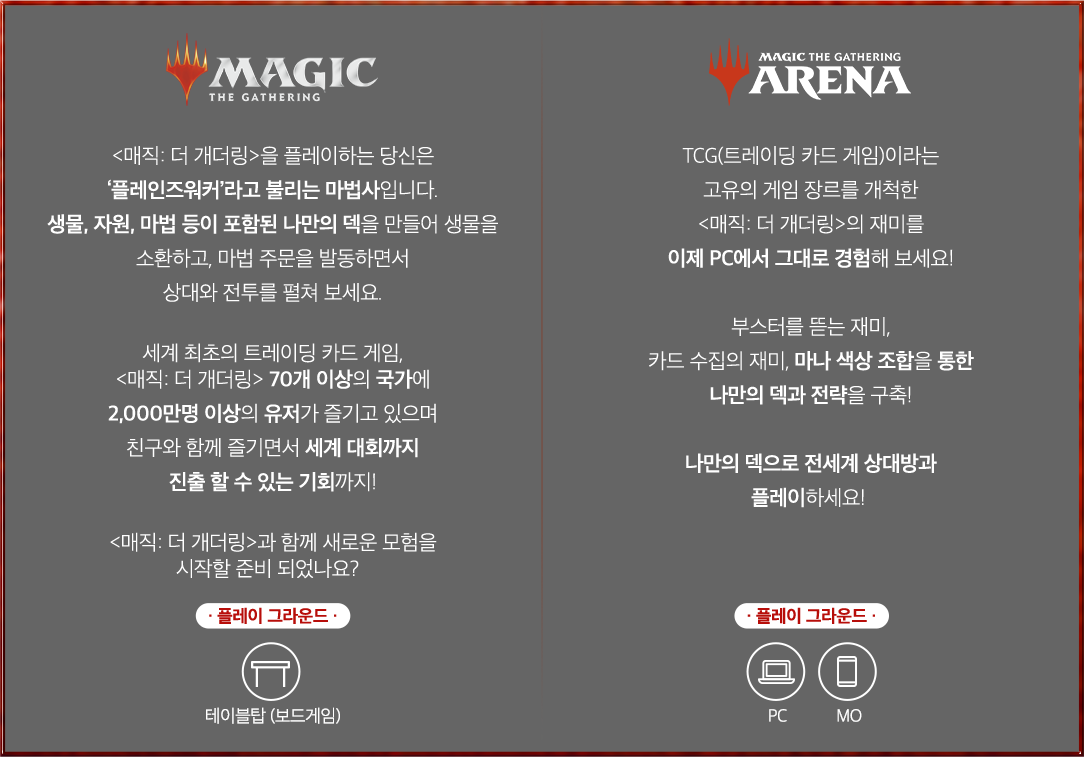 MAGIC
THE GATHERING
<매직: 더 개더링>을 플레이하는 당신은
‘플레인즈워커’라고 불리는 마법사입니다.
생물, 자원, 마법 등이 포함된 나만의 덱을 만들어 생물을
소환하고, 마법 주문을 발동하면서
상대와 전투를 펼쳐 보세요.
세계 최초의 트레이딩 카드 게임,
<매직: 더 개더링> 70개 이상의 국가에
2,000만명 이상의 유저가 즐기고 있으며
친구와 함께 즐기면서 세계 대회까지
진출 할 수 있는 기회까지!
<매직: 더 개더링>과 함께 새로운 모험을
시작할 준비 되었나요?
· 플레이 그라운드 ·
테이블탑 (보드게임)
MAGIC THE GATHERING
ARENA
TCG(트레이딩 카드 게임)이라는
고유의 게임 장르를 개척한
<매직: 더 개더링>의 재미를
이제 PC에서 그대로 경험해 보세요!
부스터를 뜯는 재미,
카드 수집의 재미, 마나 색상 조합을 통한
나만의 덱과 전략을 구축!
나만의 덱으로 전세계 상대방과
플레이하세요!
· 플레이 그라운드 ·
PC
MO